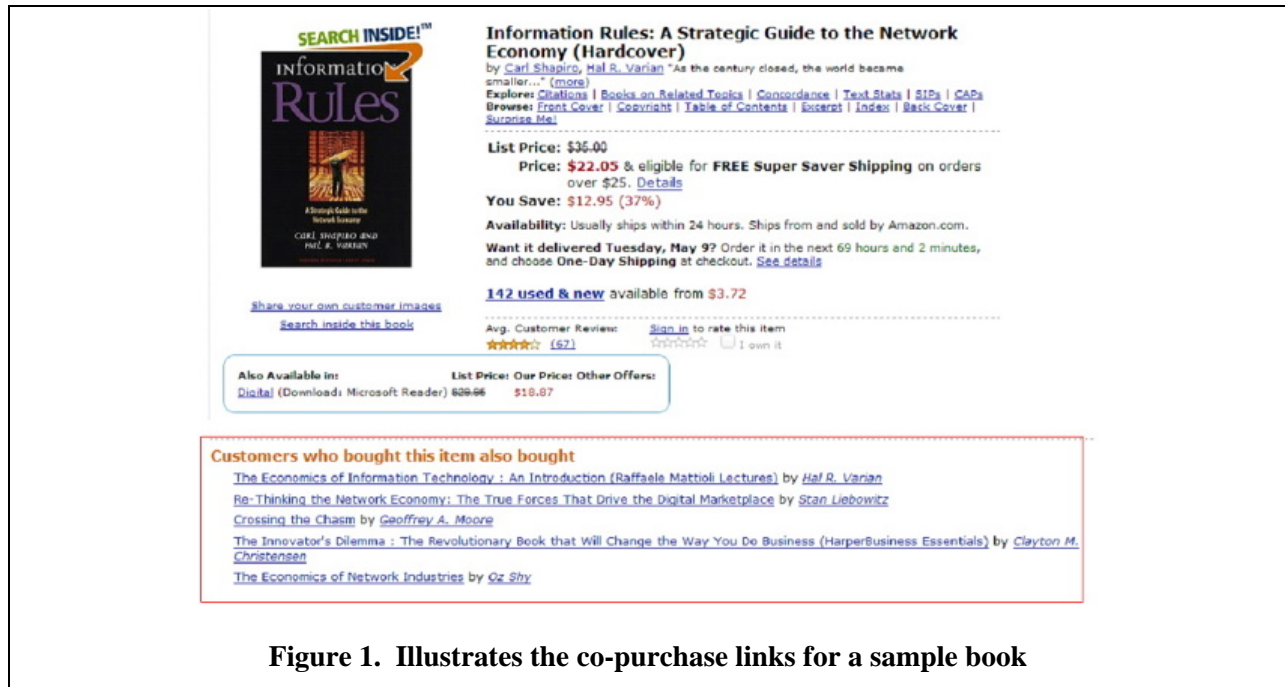 SEARCH INSIDE!™
INFORMATION
RULES
A Strategic Guide to the
Network Economy
CARL SHAPIRO AND
HAL R. VARIAN
Share your own customer images
Search inside this book
Information Rules: A Strategic Guide to the Network
Economy (Hardcover)
by Carl Shapiro, Hal R. Varian "As the century closed, the world became
smaller..." (more)
Explore: Citations | Books on Related Topics | Concordance | Text Stats | SIPs | CAPs
Browse: Front Cover | Copyright | Table of Contents | Excerpt | Index | Back Cover |
Surprise Me!
List Price: $35.00
Price: $22.05 & eligible for FREE Super Saver Shipping on orders
over $25. Details
You Save: $12.95 (37%)
Availability: Usually ships within 24 hours. Ships from and sold by Amazon.com.
Want it delivered Tuesday, May 9? Order it in the next 69 hours and 2 minutes,
and choose One-Day Shipping at checkout. See details
142 used & new available from $3.72
Avg. Customer Review: Sign in to rate this item
(67) I own it
Also Available in: List Price: Our Price: Other Offers:
Digital (Download: Microsoft Reader) $18.87
Customers who bought this item also bought
The Economics of Information Technology : An Introduction (Raffaele Mattioli Lectures) by Hal R. Varian
Re-Thinking the Network Economy: The True Forces That Drive the Digital Marketplace by Stan Liebowitz
Crossing the Chasm by Geoffrey A. Moore
The Innovator's Dilemma : The Revolutionary Book that Will Change the Way You Do Business (HarperBusiness Essentials) by Clayton M.
Christensen
The Economics of Network Industries by Oz Shy
Figure 1. Illustrates the co-purchase links for a sample book